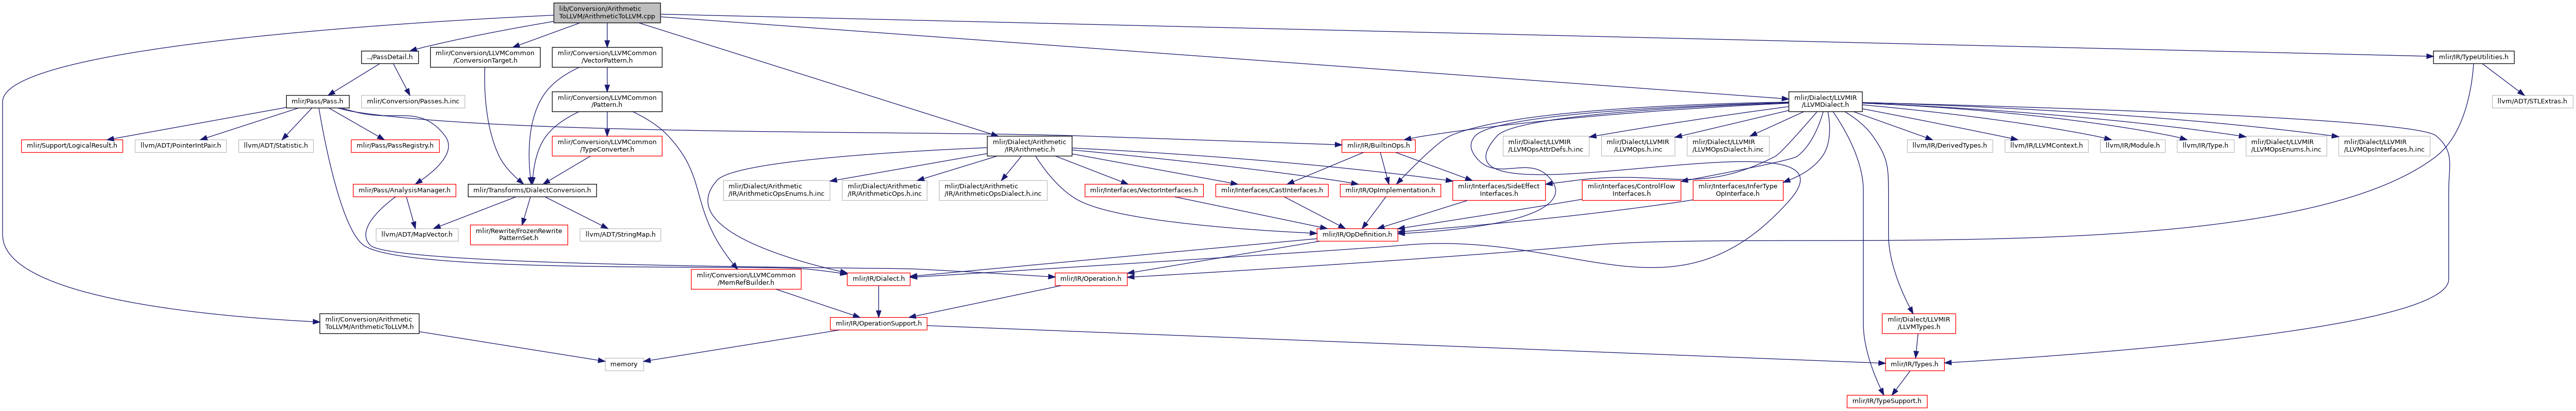 lib/Conversion/Arithmetic
ToLLVM/ArithmeticToLLVM.cpp
../PassDetail.h
mlir/Conversion/LLVMCommon
/ConversionTarget.h
mlir/Conversion/LLVMCommon
/VectorPattern.h
mlir/IR/TypeUtilities.h
mlir/Pass/Pass.h
mlir/Conversion/Passes.h.inc
mlir/Conversion/LLVMCommon
/Pattern.h
mlir/Dialect/LLVMIR
/LLVMDialect.h
llvm/ADT/STLExtras.h
mlir/Support/LogicalResult.h
llvm/ADT/PointerIntPair.h
llvm/ADT/Statistic.h
mlir/Pass/PassRegistry.h
mlir/Conversion/LLVMCommon
/TypeConverter.h
mlir/Dialect/Arithmetic
/IR/Arithmetic.h
mlir/IR/BuiltinOps.h
mlir/Dialect/LLVMIR
/LLVMOpsAttrDefs.h.inc
mlir/Dialect/LLVMIR
/LLVMOps.h.inc
mlir/Dialect/LLVMIR
/LLVMOpsDialect.h.inc
llvm/IR/DerivedTypes.h
llvm/IR/LLVMContext.h
llvm/IR/Module.h
llvm/IR/Type.h
mlir/Dialect/LLVMIR
/LLVMOpsEnums.h.inc
mlir/Dialect/LLVMIR
/LLVMOpsInterfaces.h.inc
mlir/Pass/AnalysisManager.h
mlir/Transforms/DialectConversion.h
mlir/Dialect/Arithmetic
/IR/ArithmeticOpsEnums.h.inc
mlir/Dialect/Arithmetic
/IR/ArithmeticOps.h.inc
mlir/Dialect/Arithmetic
/IR/ArithmeticOpsDialect.h.inc
mlir/Interfaces/VectorInterfaces.h
mlir/Interfaces/CastInterfaces.h
mlir/IR/OpImplementation.h
mlir/Interfaces/SideEffect
Interfaces.h
mlir/Interfaces/ControlFlow
Interfaces.h
mlir/Interfaces/InferType
OpInterface.h
llvm/ADT/MapVector.h
mlir/Rewrite/FrozenRewrite
PatternSet.h
llvm/ADT/StringMap.h
mlir/IR/OpDefinition.h
mlir/Conversion/LLVMCommon
/MemRefBuilder.h
mlir/IR/Dialect.h
mlir/IR/Operation.h
mlir/Conversion/Arithmetic
ToLLVM/ArithmeticToLLVM.h
mlir/IR/OperationSupport.h
mlir/Dialect/LLVMIR
/LLVMTypes.h
memory
mlir/IR/Types.h
mlir/IR/TypeSupport.h